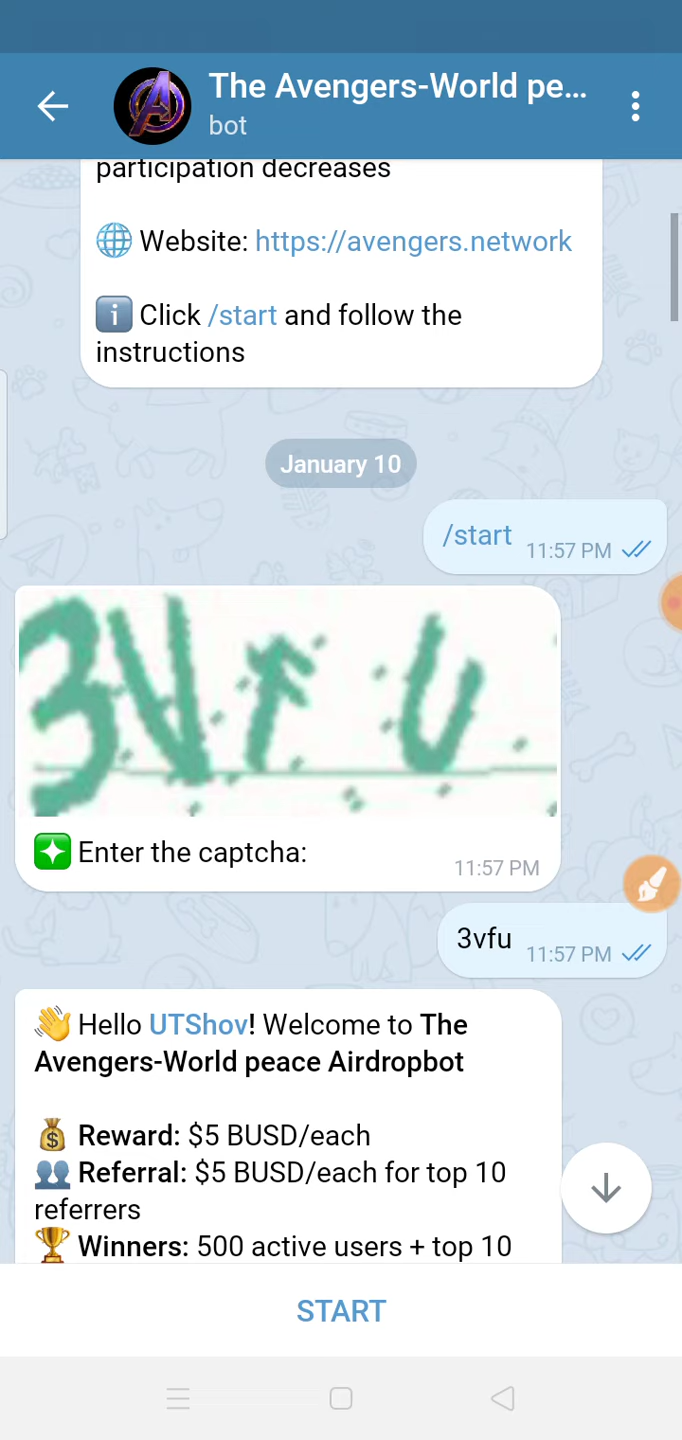 The Avengers-World pe...
bot
participation decreases
Website: https://avengers.network
Click /start and follow the
instructions
January 10
/start 11:57 PM
3VfU
Enter the captcha:
11:57 PM
3vfu 11:57 PM
Hello UTShov! Welcome to The
Avengers-World peace Airdropbot
Reward: $5 BUSD/each
Referral: $5 BUSD/each for top 10
referrers
Winners: 500 active users + top 10
START